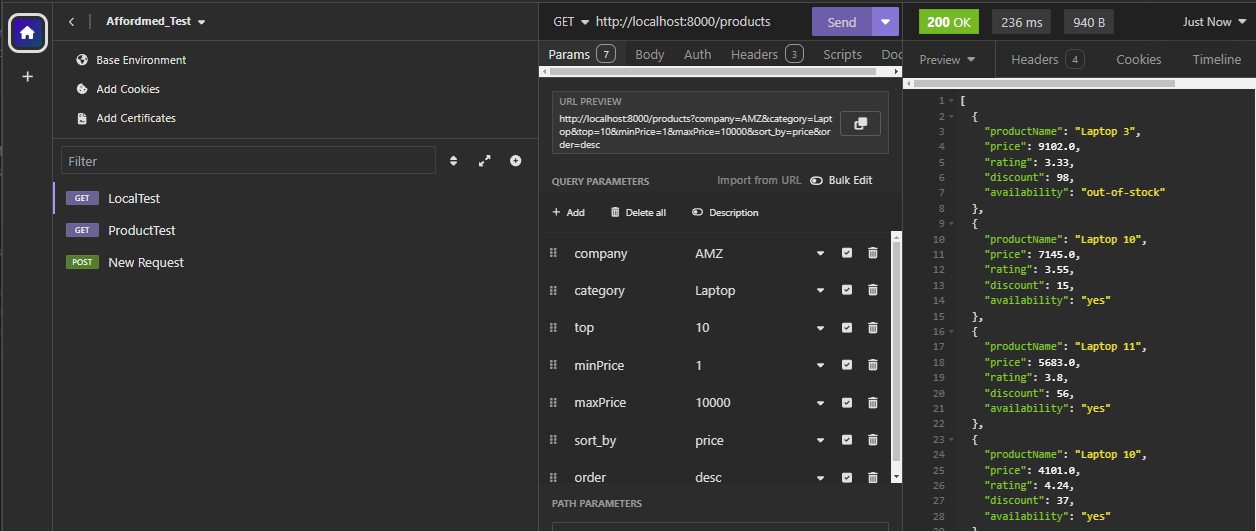 Affordmed_Test
Base Environment
Add Cookies
Add Certificates
Filter
GET LocalTest
GET ProductTest
POST New Request
GET http://localhost:8000/products Send
Params 7 Body Auth Headers 3 Scripts Doc
URL PREVIEW
http://localhost:8000/products?company=AMZ&category=Lapt
op&top=10&minPrice=1&maxPrice=10000&sort_by=price&or
der=desc
QUERY PARAMETERS Import from URL Bulk Edit
+ Add Delete all Description
company AMZ
category Laptop
top 10
minPrice 1
maxPrice 10000
sort_by price
order desc
PATH PARAMETERS
200 OK 236 ms 940 B Just Now
Preview Headers 4 Cookies Timeline
1 [
2 {
3 "productName": "Laptop 3",
4 "price": 9102.0,
5 "rating": 3.33,
6 "discount": 98,
7 "availability": "out-of-stock"
8 },
9 {
10 "productName": "Laptop 10",
11 "price": 7145.0,
12 "rating": 3.55,
13 "discount": 15,
14 "availability": "yes"
15 },
16 {
17 "productName": "Laptop 11",
18 "price": 5683.0,
19 "rating": 3.8,
20 "discount": 56,
21 "availability": "yes"
22 },
23 {
24 "productName": "Laptop 10",
25 "price": 4101.0,
26 "rating": 4.24,
27 "discount": 37,
28 "availability": "yes"